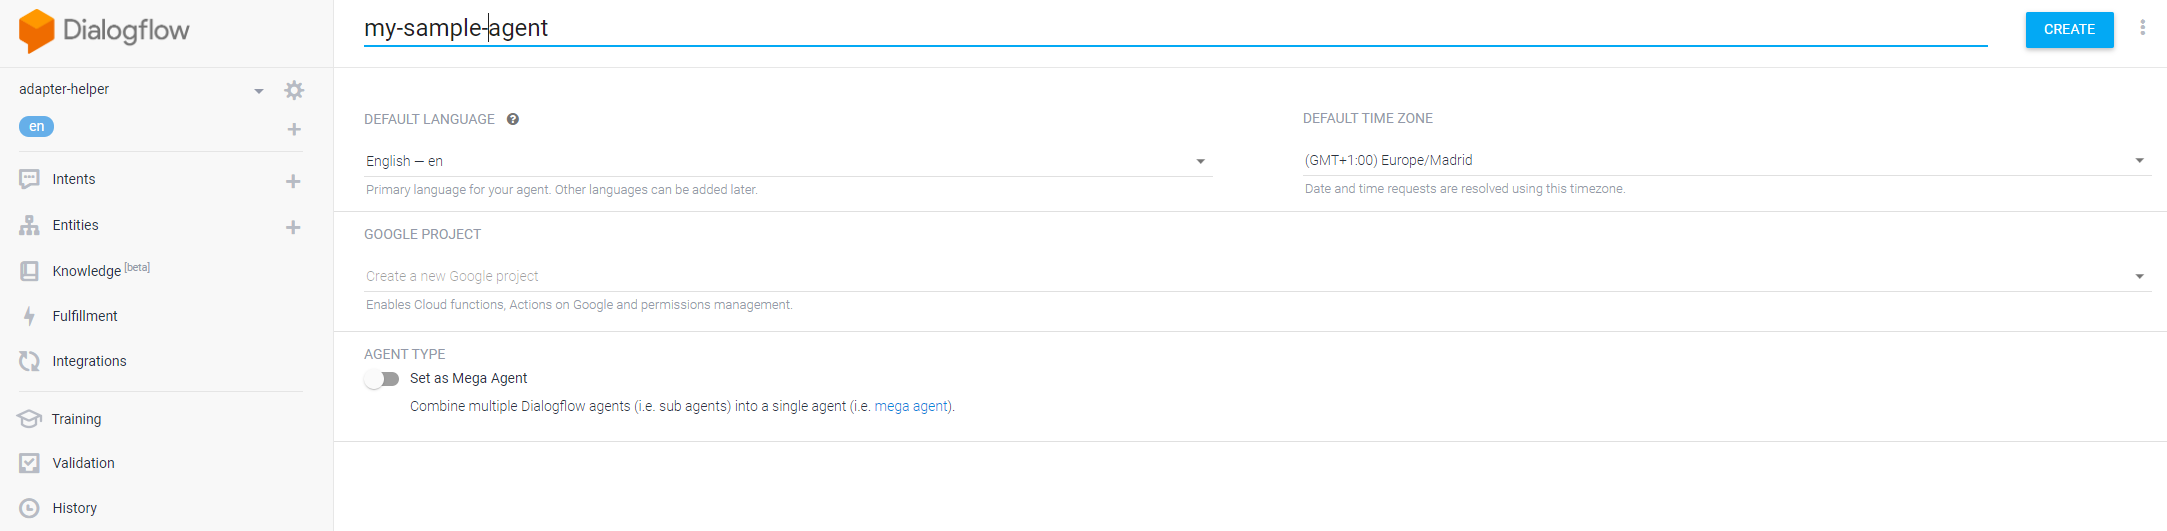 Dialogflow
my-sample-agent
CREATE
adapter-helper
en
Intents
Entities
Knowledge [beta]
Fulfillment
Integrations
Training
Validation
History
DEFAULT LANGUAGE
English — en
Primary language for your agent. Other languages can be added later.
DEFAULT TIME ZONE
(GMT+1:00) Europe/Madrid
Date and time requests are resolved using this timezone.
GOOGLE PROJECT
Create a new Google project
Enables Cloud functions, Actions on Google and permissions management.
AGENT TYPE
Set as Mega Agent
Combine multiple Dialogflow agents (i.e. sub agents) into a single agent (i.e. mega agent).